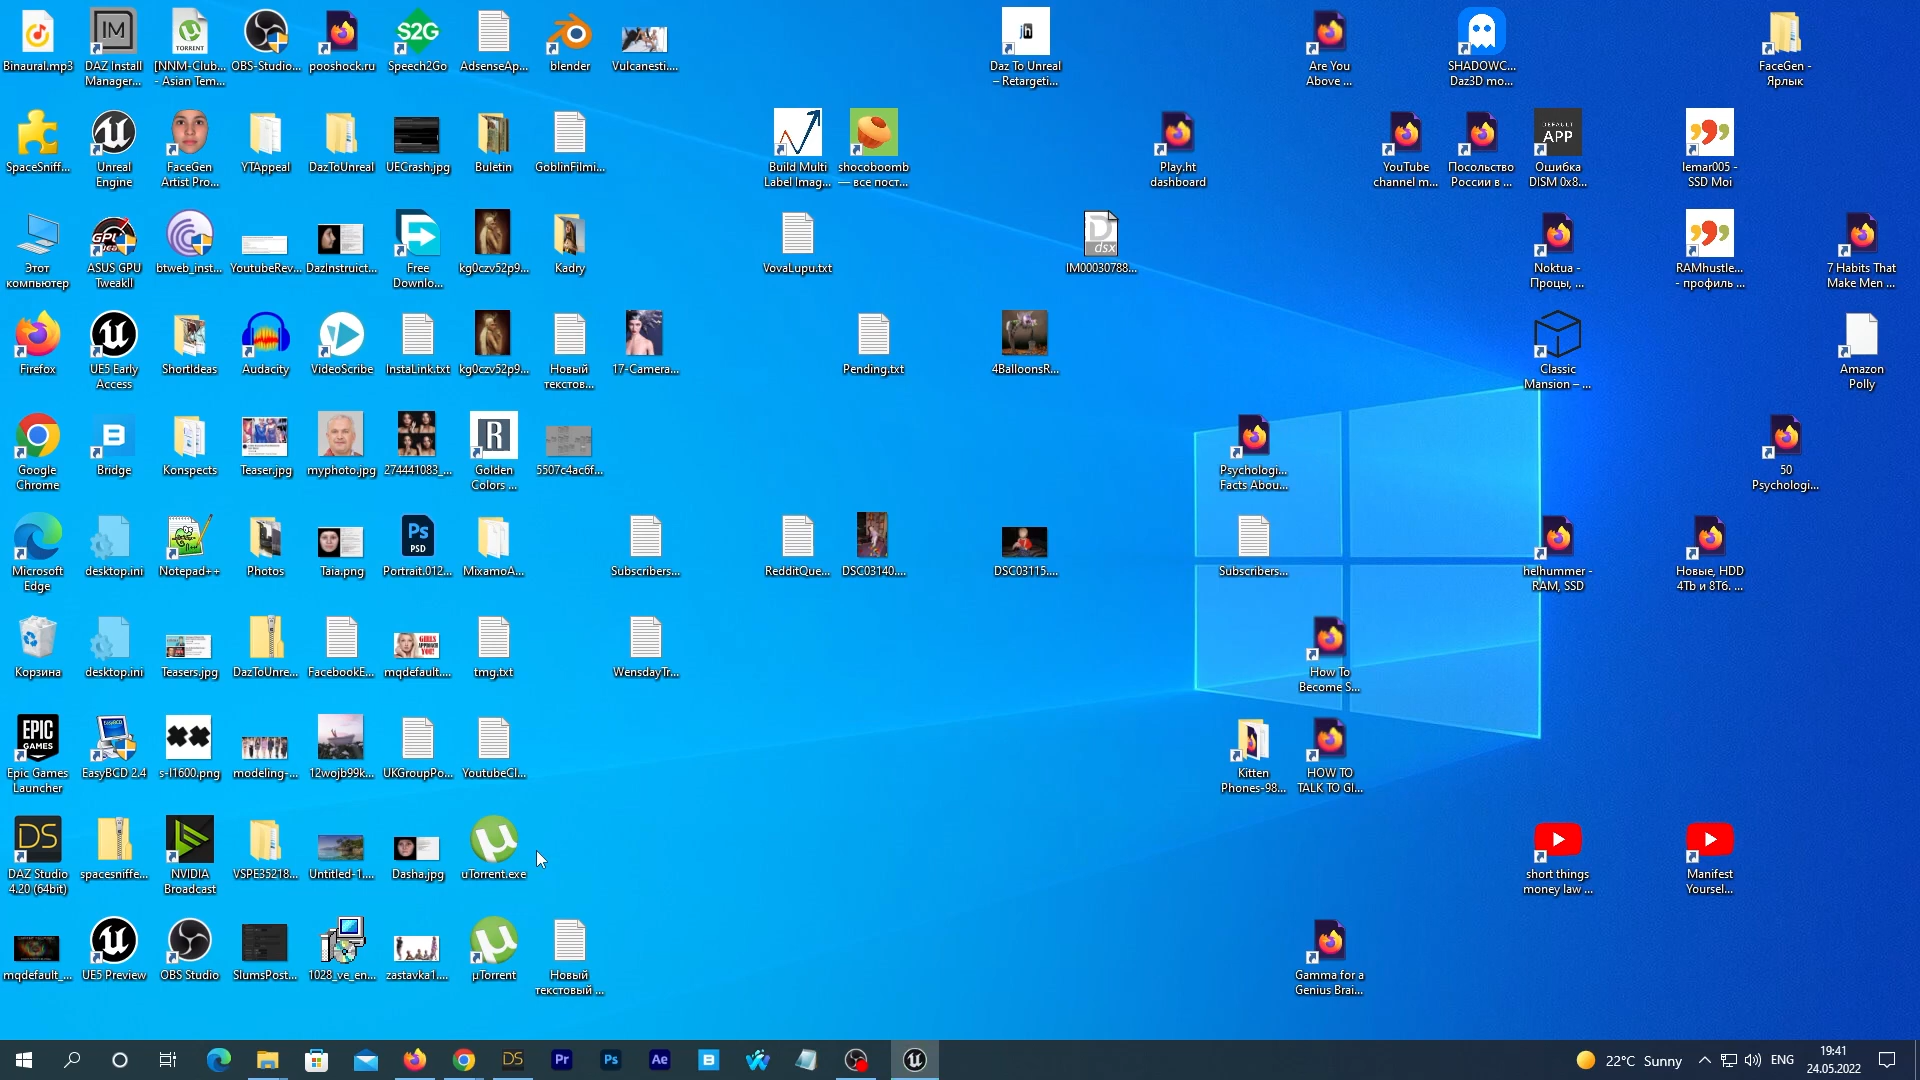 Binaural.mp3
DAZ Install
Manager...
[NNM-Club...
- Asian Tem...
OBS-Studio...
pooshock.ru
Speech2Go
AdsenseAp...
blender
Vulcanesti....
Daz To Unreal
– Retargeti...
Are You
Above ...
SHADOWC...
Daz3D mo...
FaceGen -
Ярлык
SpaceSniff...
Unreal
Engine
FaceGen
Artist Pro...
YTAppeal
DazToUnreal
UECrash.jpg
Buletin
GoblinFilmi...
Build Multi
Label Imag...
shocoboomb
— все пост...
Play.ht
dashboard
YouTube
channel m...
Посольство
России в ...
DEFAULT
APP
Ошибка
DISM 0x8...
lemar005 -
SSD Moi
Этот
компьютер
ASUS GPU
TweakII
btweb_inst...
YoutubeRev...
DazInstruict...
Free
Downlo...
kg0czv52p9...
Kadry
VovaLupu.txt
IM00030788...
Noktua -
Процы, ...
RAMhustle...
- профиль ...
7 Habits That
Make Men ...
Firefox
UE5 Early
Access
ShortIdeas
Audacity
VideoScribe
InstaLink.txt
kg0czv52p9...
Новый
текстов...
17-Camera...
Pending.txt
4BalloonsR...
Classic
Mansion – ...
Amazon
Polly
Google
Chrome
Bridge
Konspects
Teaser.jpg
myphoto.jpg
274441083_...
Golden
Colors ...
5507c4ac6f...
Psychologi...
Facts Abou...
50
Psychologi...
Microsoft
Edge
desktop.ini
Notepad++
Photos
Taia.png
Portrait.012...
MixamoA...
Subscribers...
RedditQue...
DSC03140....
DSC03115....
Subscribers...
helhummer -
RAM, SSD
Новые, HDD
4Tb и 8Тб. ...
Корзина
desktop.ini
Teasers.jpg
DazToUnre...
FacebookE...
mqdefault....
tmg.txt
WensdayTr...
How To
Become S...
Epic Games
Launcher
EasyBCD 2.4
s-l1600.png
modeling-...
12wojb99k...
UKGroupPo...
YoutubeCl...
Kitten
Phones-98...
HOW TO
TALK TO GI...
DAZ Studio
4.20 (64bit)
spacesniffe...
NVIDIA
Broadcast
VSPE35218...
Untitled-1....
Dasha.jpg
uTorrent.exe
short things
money law ...
Manifest
Yoursel...
mqdefault_...
UE5 Preview
OBS Studio
SlumsPost...
1028_ve_en...
zastavka1....
µTorrent
Новый
текстовый ...
Gamma for a
Genius Brai...
22°C Sunny
ENG
19:41
24.05.2022